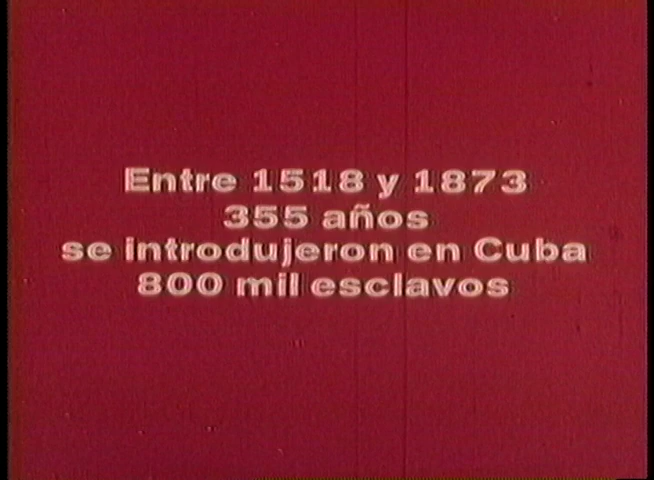 Entre 1518 y 1873
355 años
se introdujeron en Cuba
800 mil esclavos